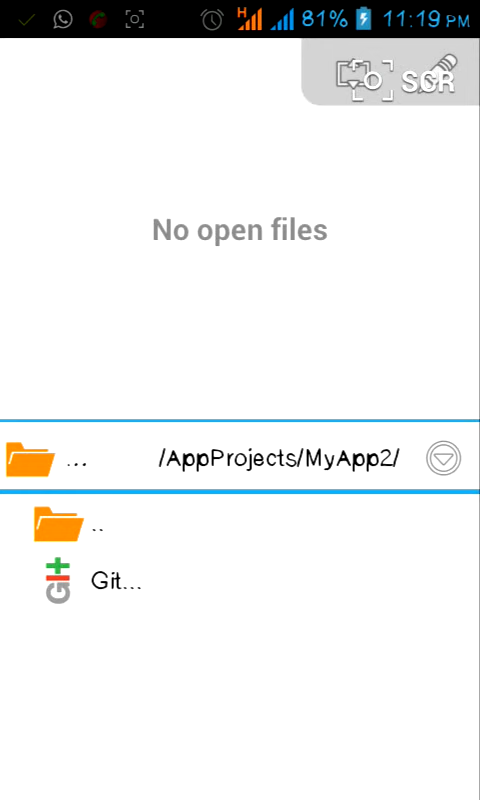 H 81% 11:19 PM
SCR
No open files
... /AppProjects/MyApp2/
..
Git...